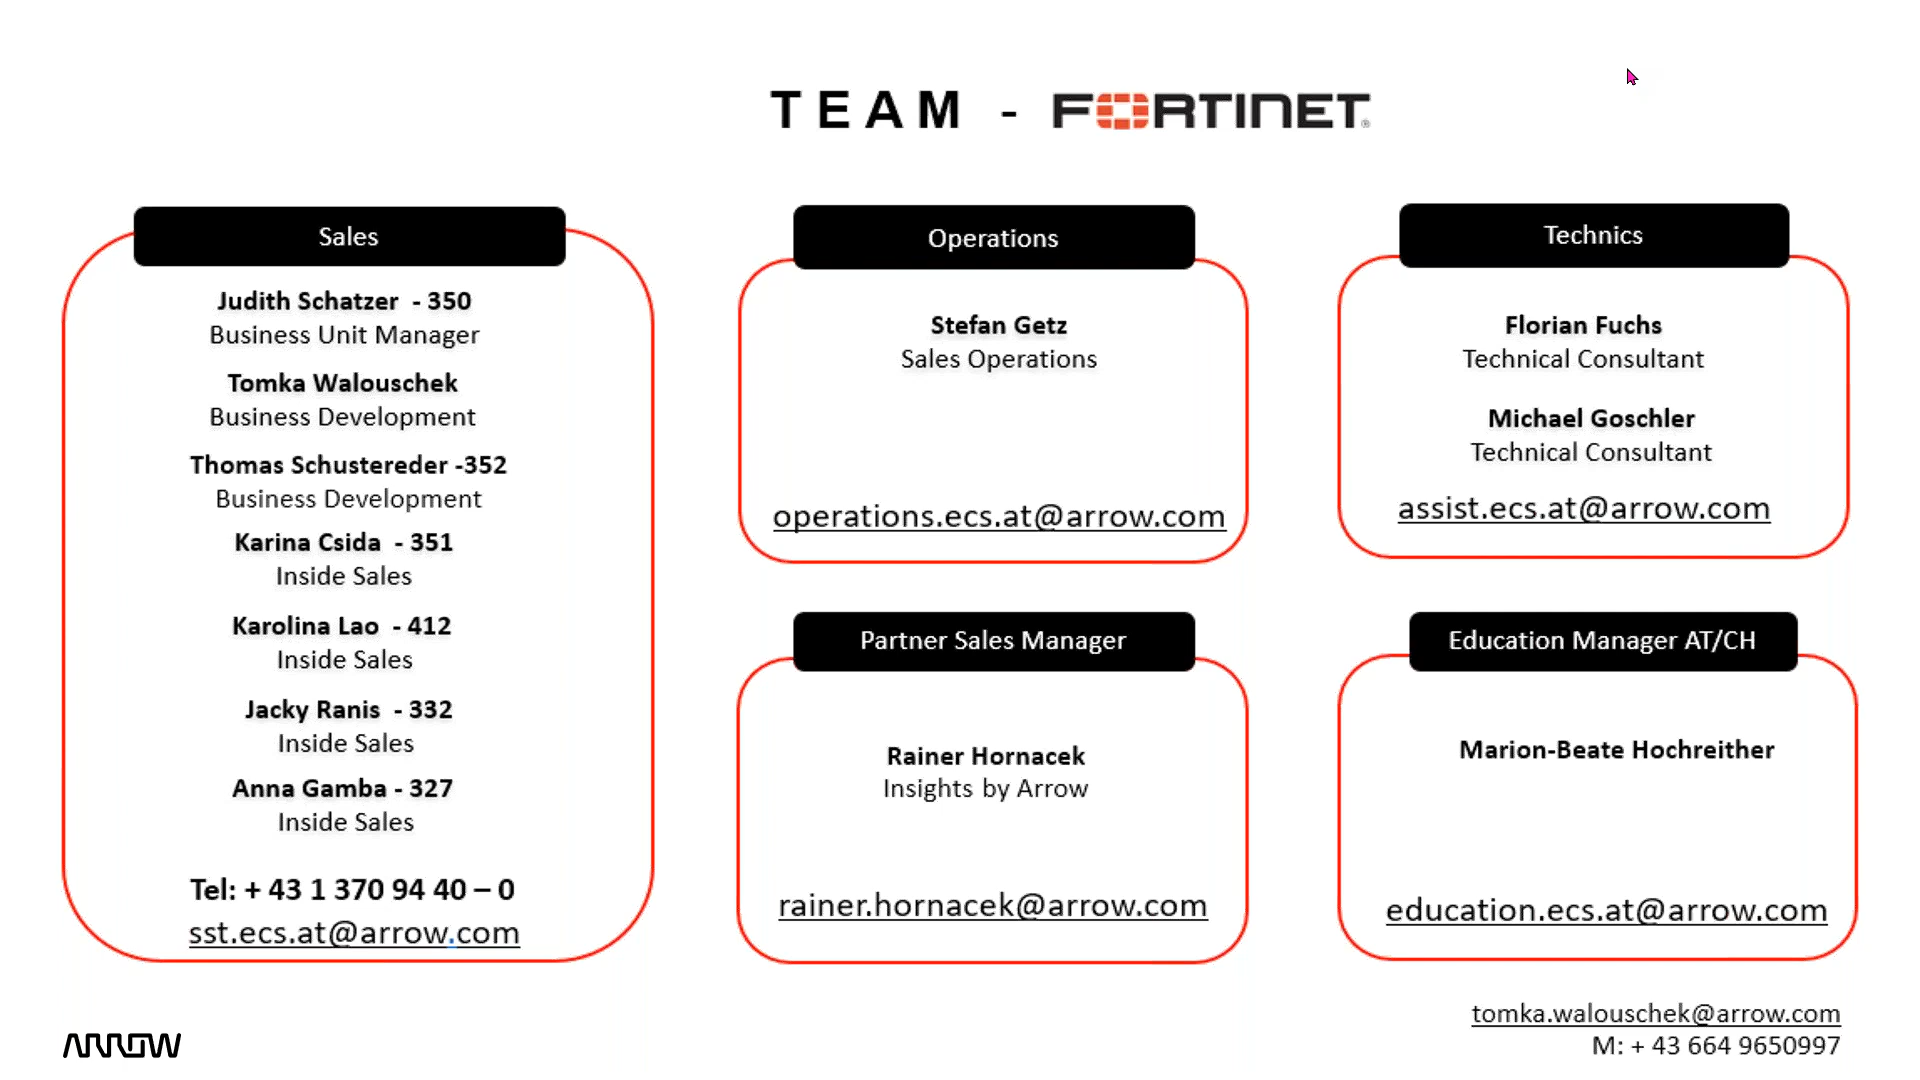 TEAM - FORTINET®
Sales
Judith Schatzer - 350
Business Unit Manager
Tomka Walouschek
Business Development
Thomas Schustereder -352
Business Development
Karina Csida - 351
Inside Sales
Karolina Lao - 412
Inside Sales
Jacky Ranis - 332
Inside Sales
Anna Gamba - 327
Inside Sales
Tel: + 43 1 370 94 40 – 0
sst.ecs.at@arrow.com
Operations
Stefan Getz
Sales Operations
operations.ecs.at@arrow.com
Technics
Florian Fuchs
Technical Consultant
Michael Goschler
Technical Consultant
assist.ecs.at@arrow.com
Partner Sales Manager
Rainer Hornacek
Insights by Arrow
rainer.hornacek@arrow.com
Education Manager AT/CH
Marion-Beate Hochreither
education.ecs.at@arrow.com
tomka.walouschek@arrow.com
M: + 43 664 9650997
ARROW